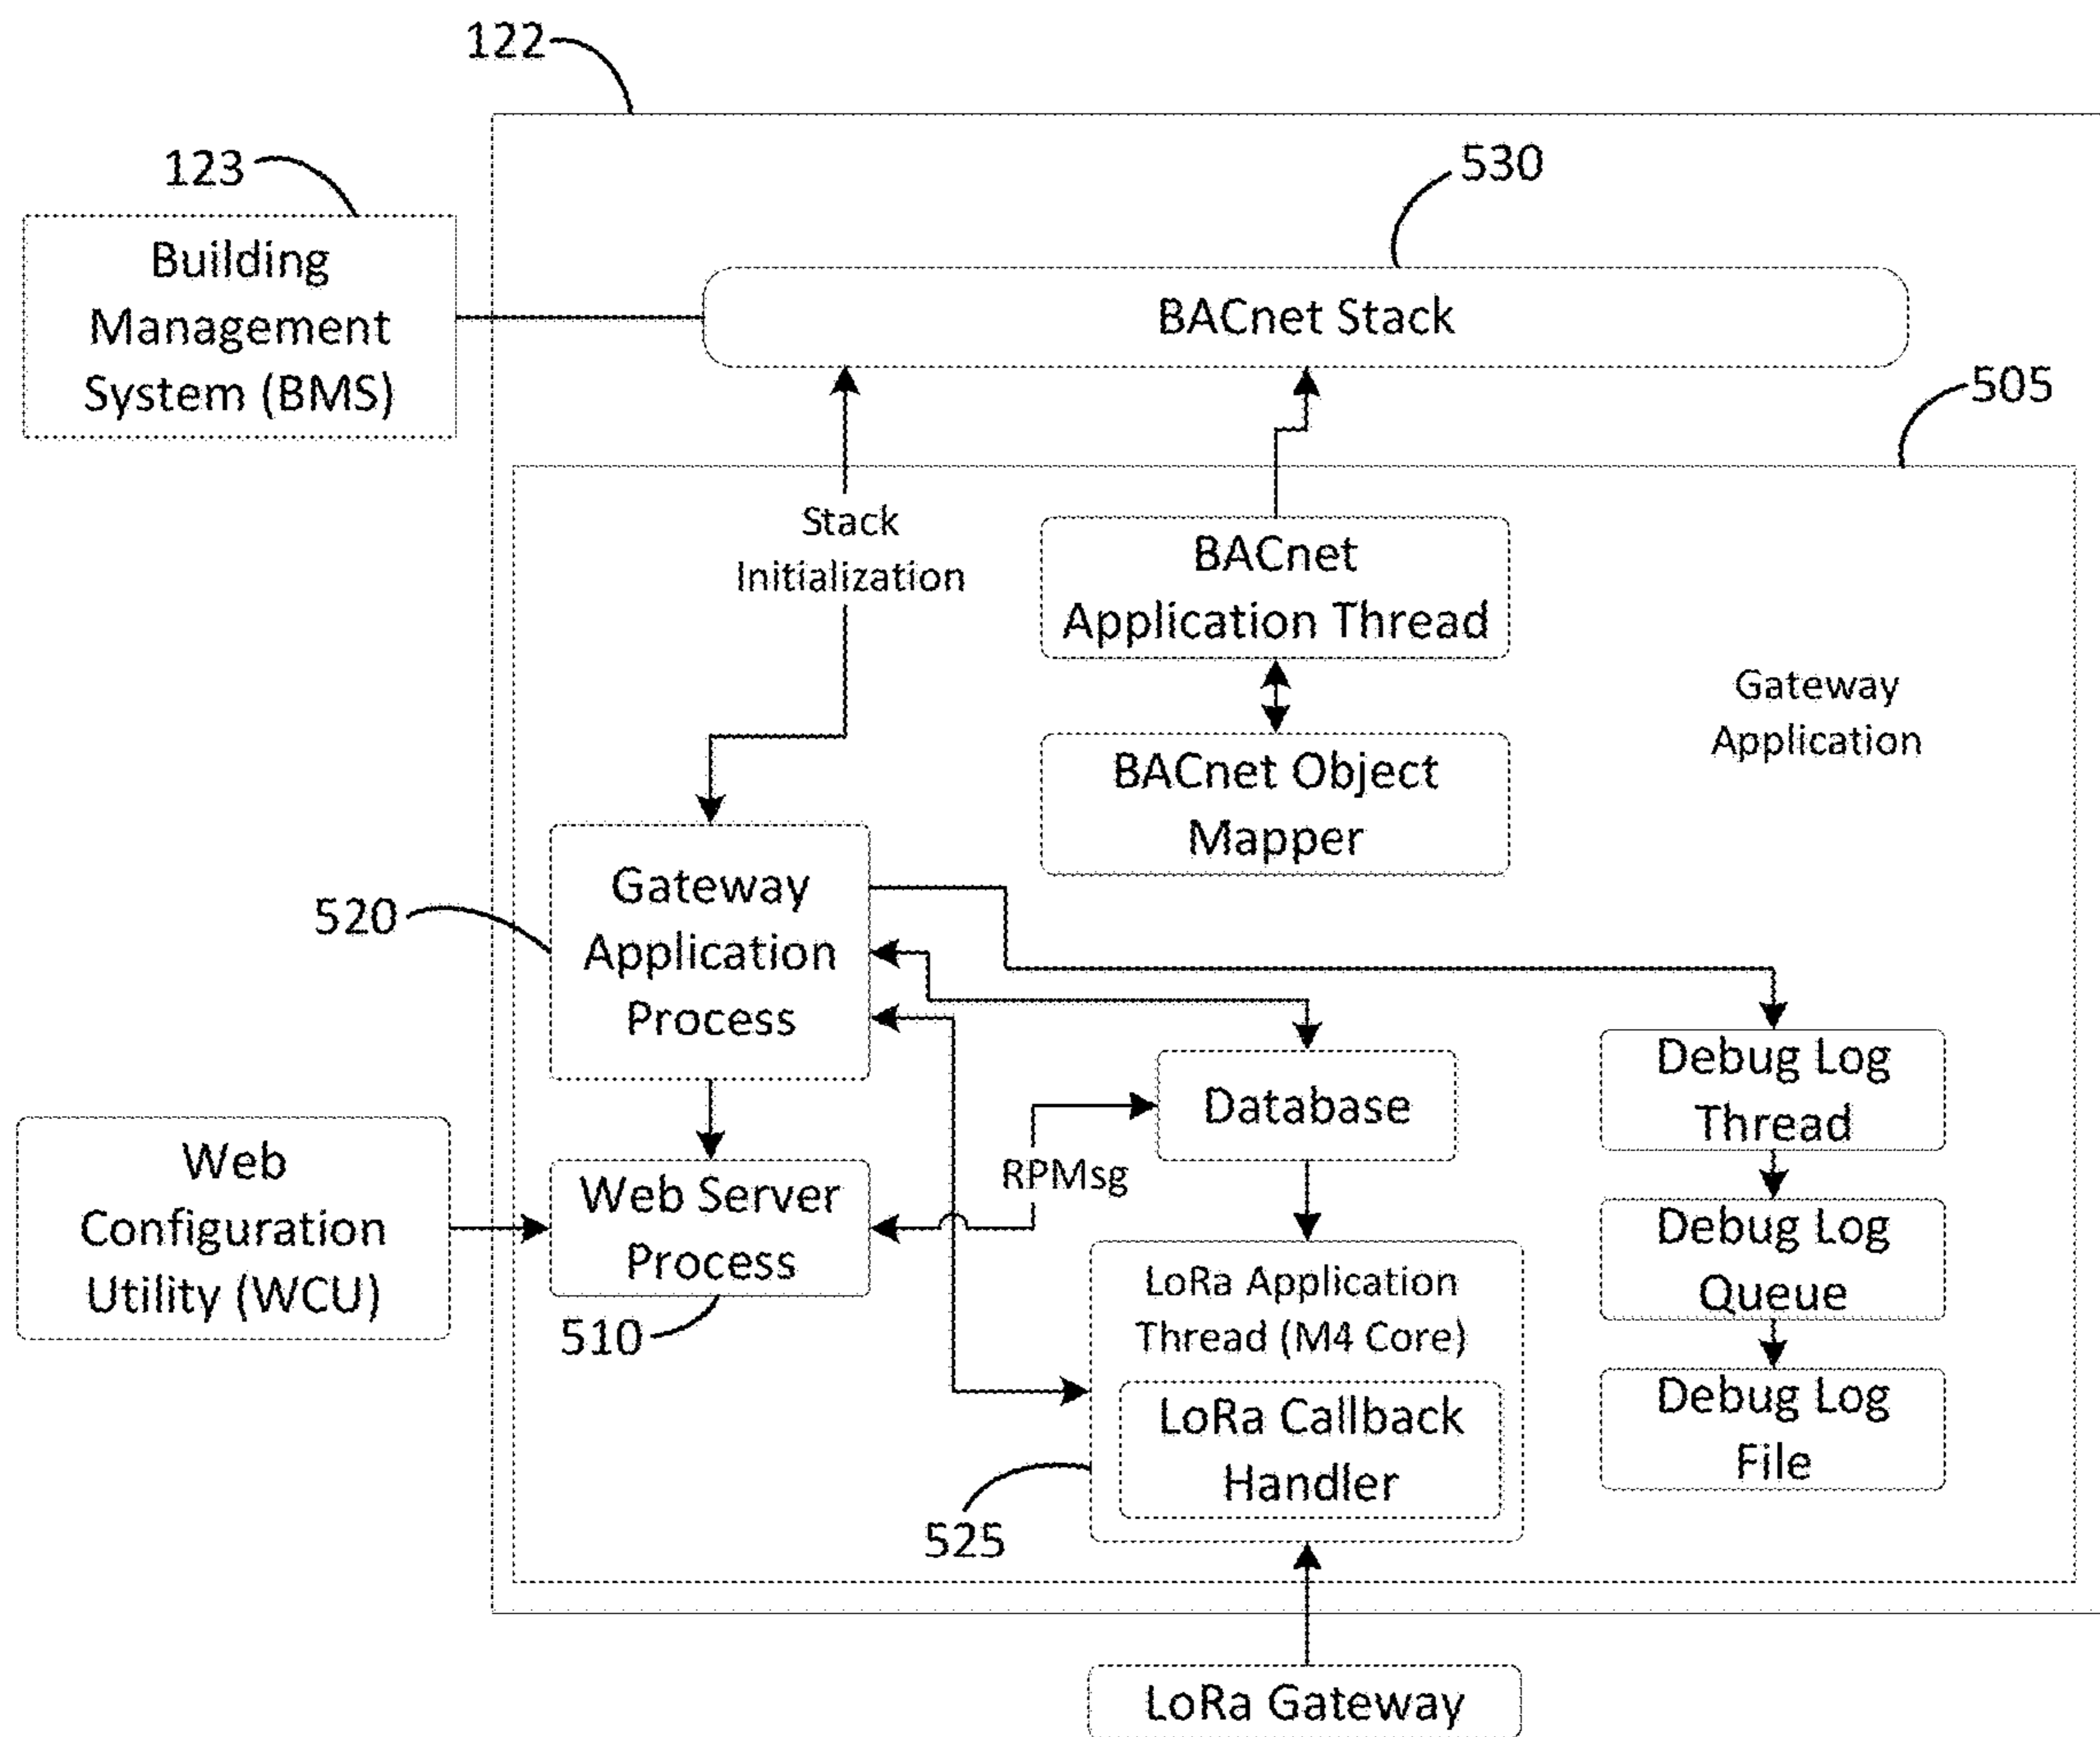 122
123
530
Building
Management
System (BMS)
BACnet Stack
505
Stack
Initialization
BACnet
Application Thread
Gateway
Application
BACnet Object
Mapper
520
Gateway
Application
Process
Database
Debug Log
Thread
Web
Configuration
Utility (WCU)
Web Server
Process
RPMsg
510
Debug Log
Queue
LoRa Application
Thread (M4 Core)
LoRa Callback
Handler
Debug Log
File
525
LoRa Gateway